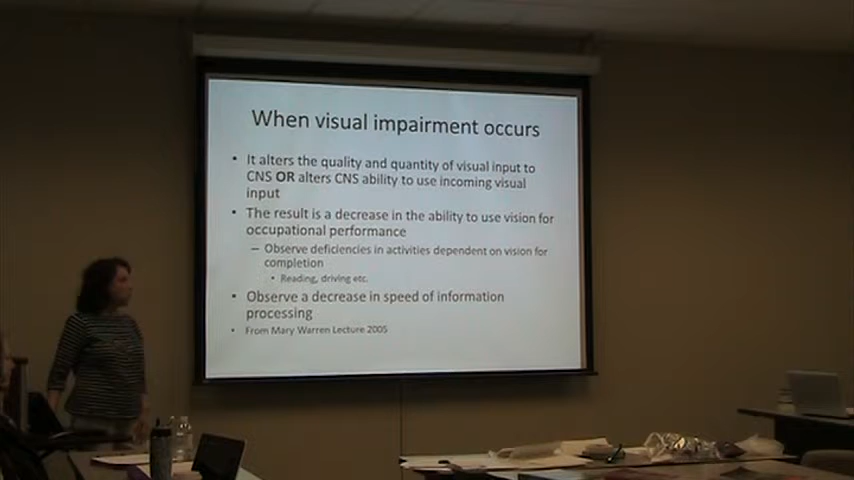 When visual impairment occurs
• It alters the quality and quantity of visual input to
CNS OR alters CNS ability to use incoming visual
input
• The result is a decrease in the ability to use vision for
occupational performance
– Observe deficiencies in activities dependent on vision for
completion
• Reading, driving etc.
• Observe a decrease in speed of information
processing
• From Mary Warren Lecture 2005